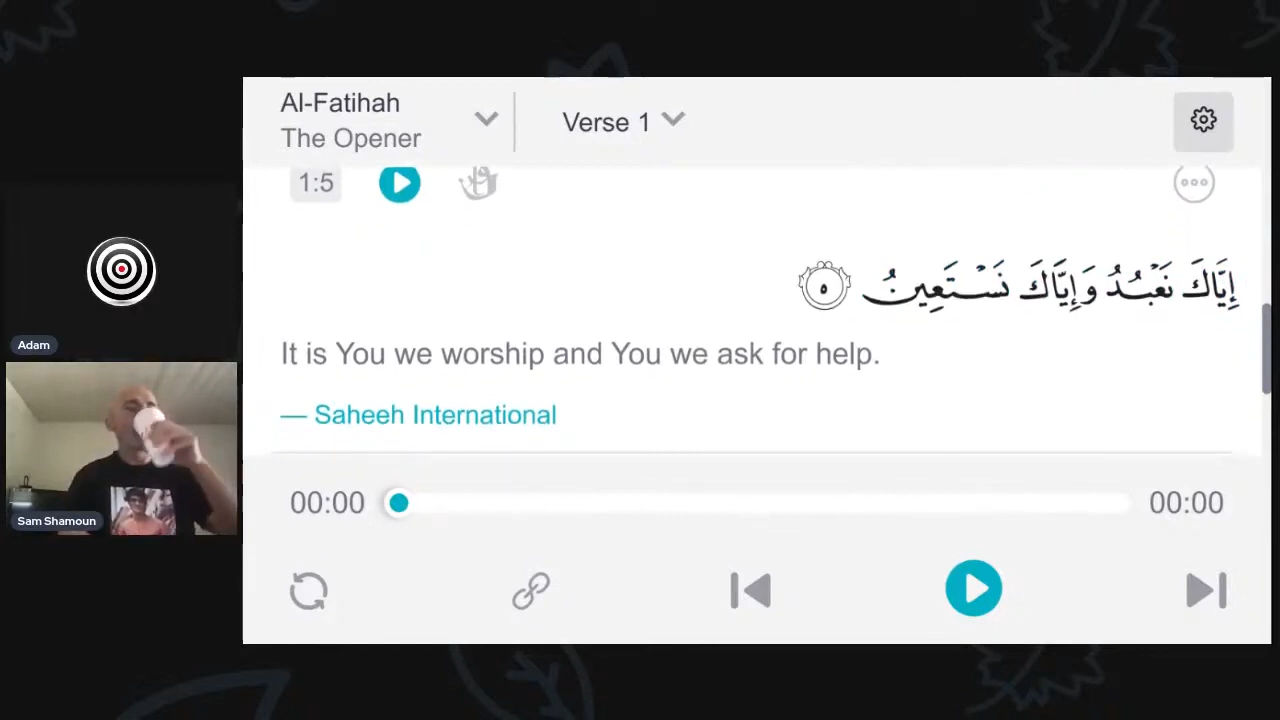 Al-Fatihah
The Opener
Verse 1
1:5
إِيَّاكَ نَعْبُدُ وَإِيَّاكَ نَسْتَعِينُ ٥
It is You we worship and You we ask for help.
— Saheeh International
00:00
00:00
Adam
Sam Shamoun